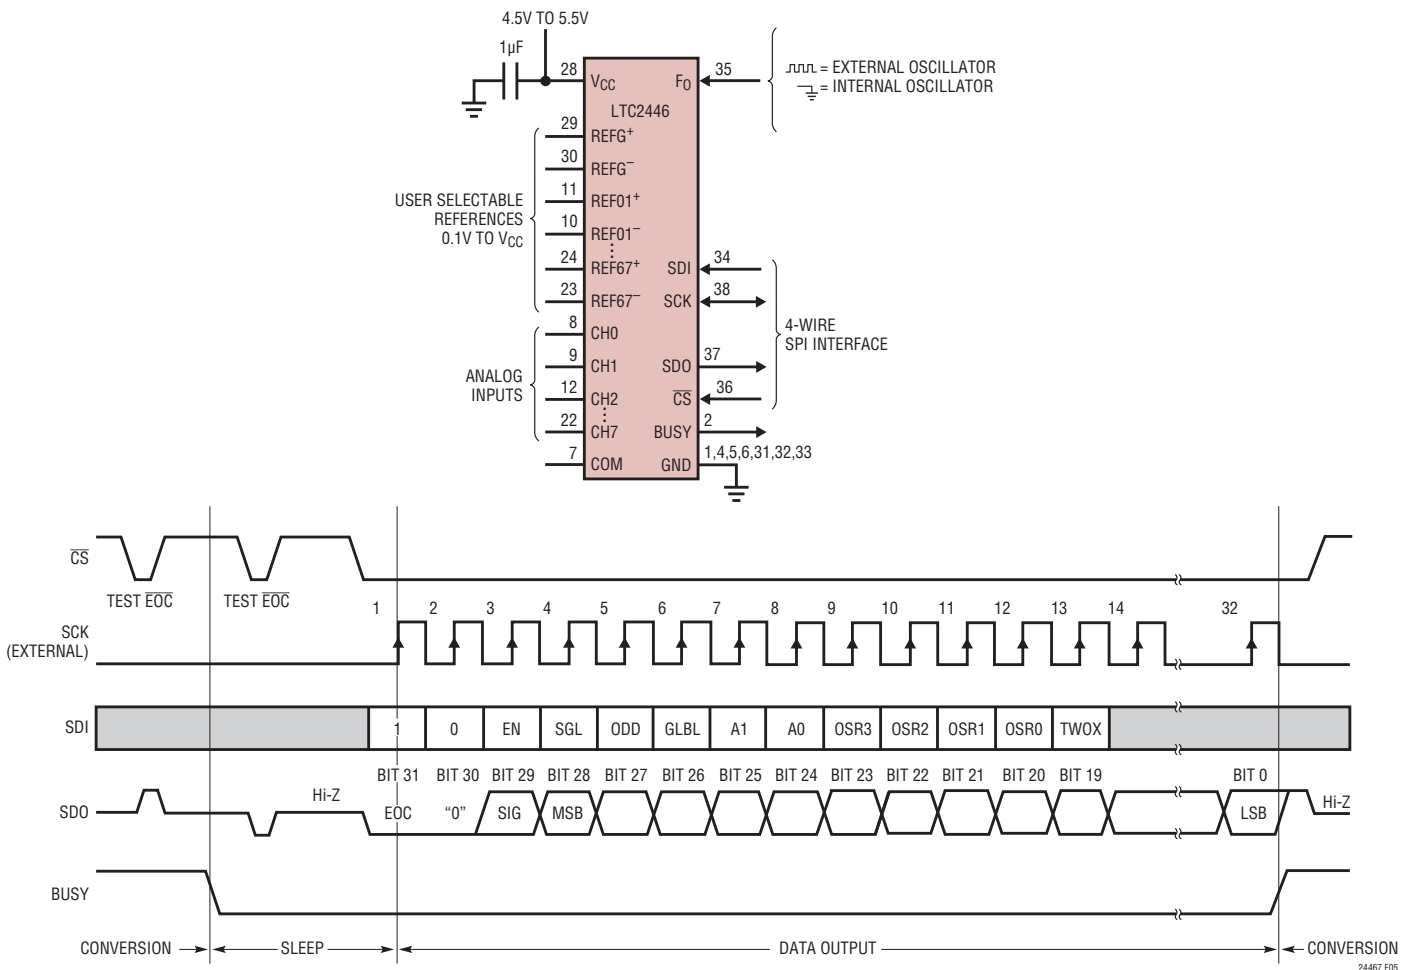 4.5V TO 5.5V
1µF
28
VCC
LTC2446
FO
35
= EXTERNAL OSCILLATOR
= INTERNAL OSCILLATOR
29
REFG+
30
REFG–
11
REF01+
10
REF01–
24
REF67+
23
REF67–
USER SELECTABLE
REFERENCES
0.1V TO VCC
8
CH0
9
CH1
12
CH2
22
CH7
7
COM
ANALOG
INPUTS
SDI
34
SCK
38
SDO
37
CS
36
BUSY
2
GND
1,4,5,6,31,32,33
4-WIRE
SPI INTERFACE
CS
TEST EOC
TEST EOC
SCK
(EXTERNAL)
1 2 3 4 5 6 7 8 9 10 11 12 13 14 32
SDI
1 0 EN SGL ODD GLBL A1 A0 OSR3 OSR2 OSR1 OSR0 TWOX
BIT 31 BIT 30 BIT 29 BIT 28 BIT 27 BIT 26 BIT 25 BIT 24 BIT 23 BIT 22 BIT 21 BIT 20 BIT 19 BIT 0
SDO
Hi-Z
EOC "0" SIG MSB LSB
Hi-Z
BUSY
CONVERSION SLEEP DATA OUTPUT CONVERSION
24467 F05